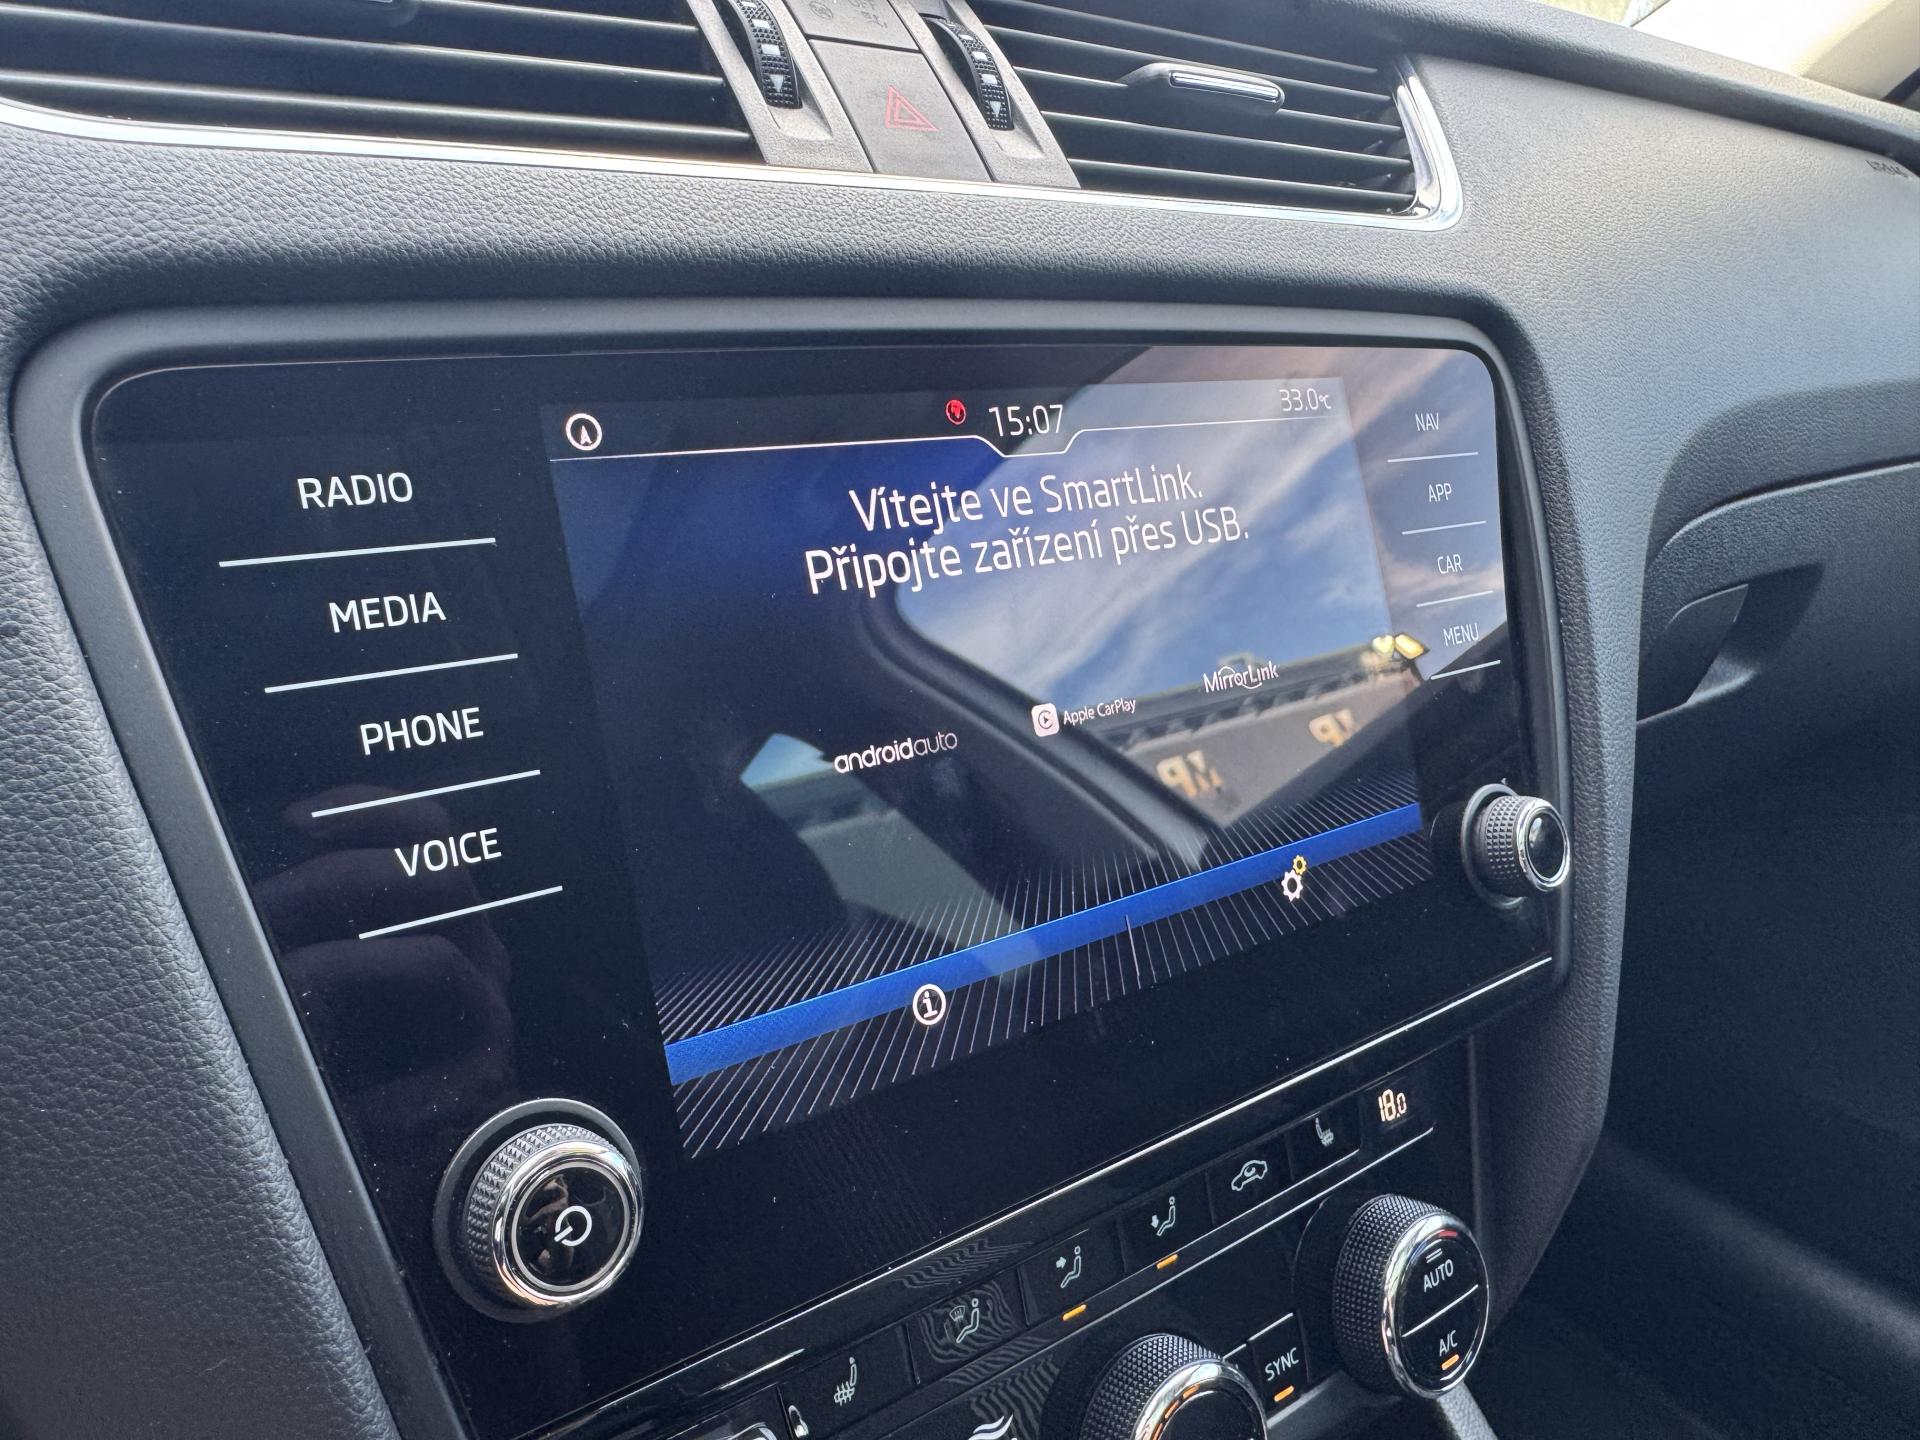 15:07
33.0°C
RADIO
MEDIA
PHONE
VOICE
Vítejte ve SmartLink.
Připojte zařízení přes USB.
androidauto
Apple CarPlay
MirrorLink
NAV
APP
CAR
MENU
18.0
AUTO
A/C
SYNC